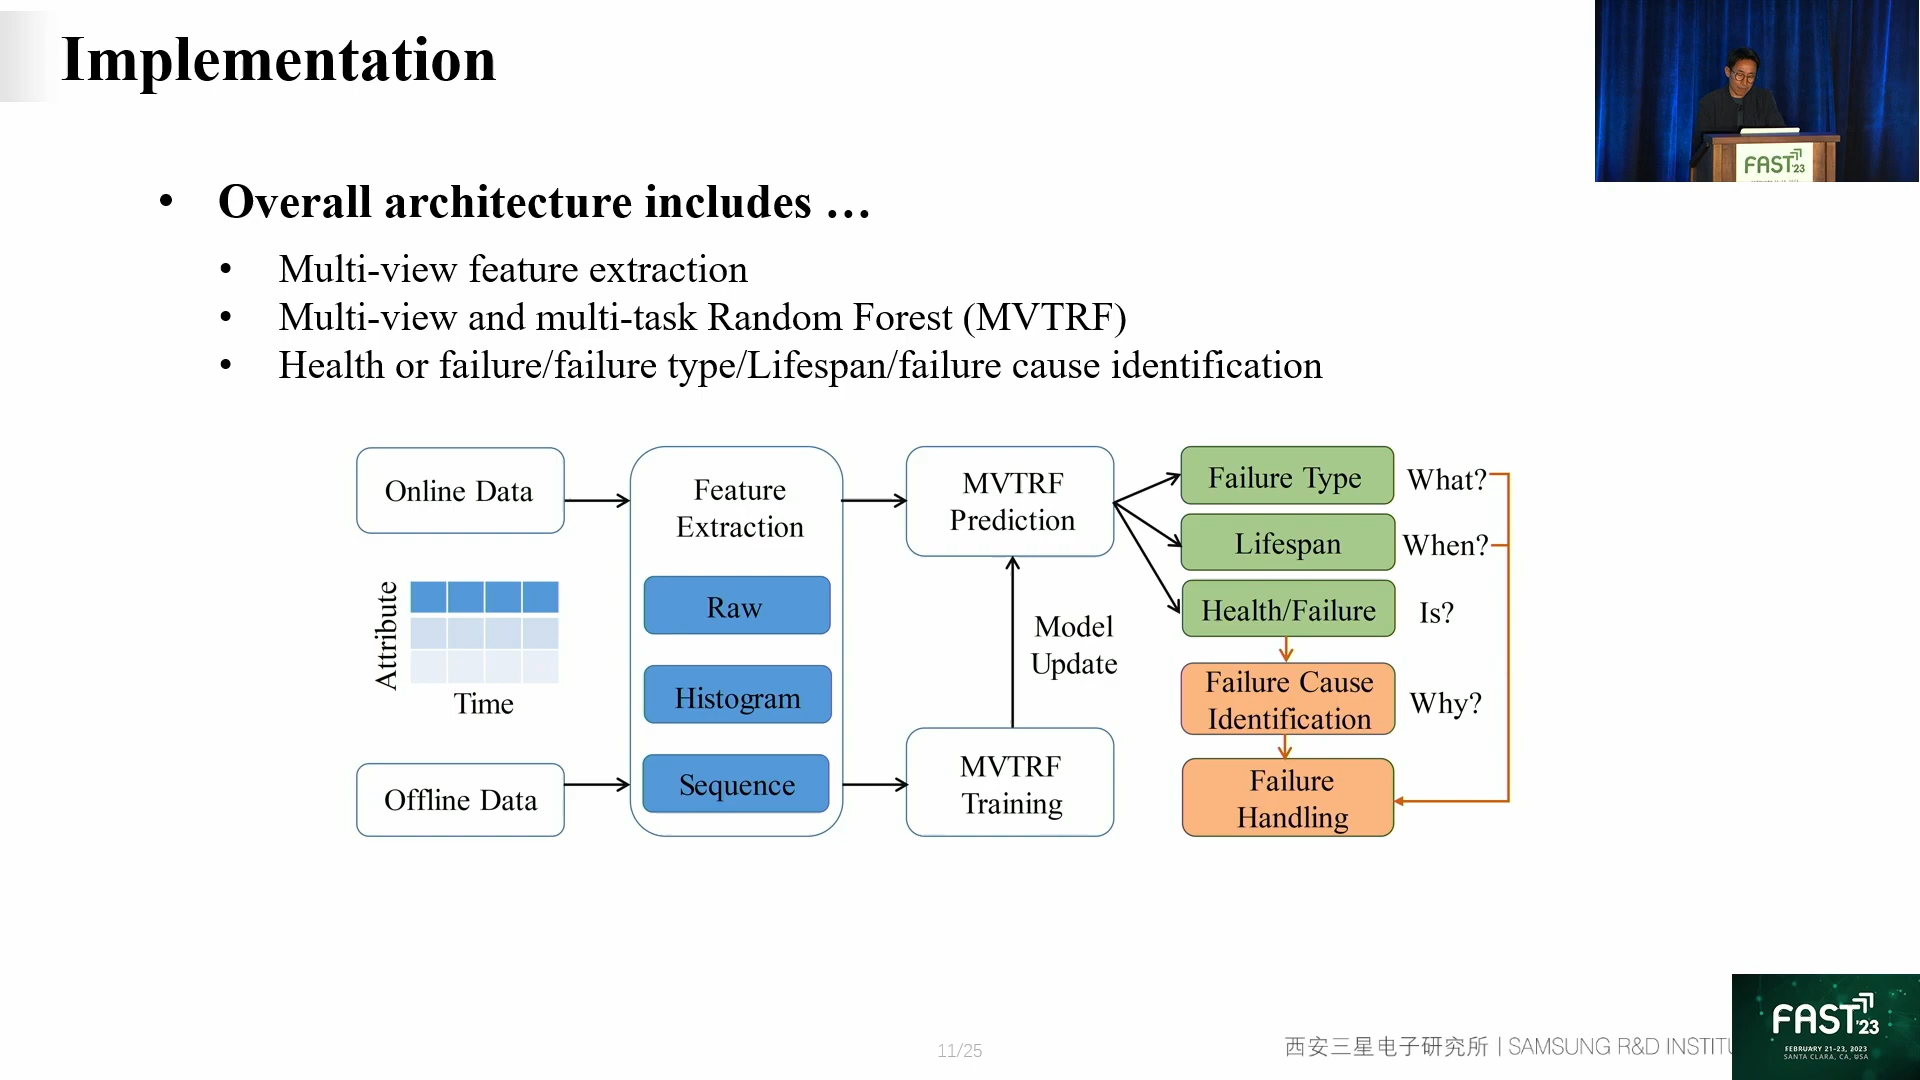 Implementation
FAST'23
• Overall architecture includes …
• Multi-view feature extraction
• Multi-view and multi-task Random Forest (MVTRF)
• Health or failure/failure type/Lifespan/failure cause identification
Online Data
Attribute
Time
Offline Data
Feature
Extraction
Raw
Histogram
Sequence
MVTRF
Prediction
Model
Update
MVTRF
Training
Failure Type
What?
Lifespan
When?
Health/Failure
Is?
Failure Cause
Identification
Why?
Failure
Handling
11/25
西安三星电子研究所 | SAMSUNG R&D INSTITU
FAST'23
FEBRUARY 21-23, 2023
SANTA CLARA, CA, USA